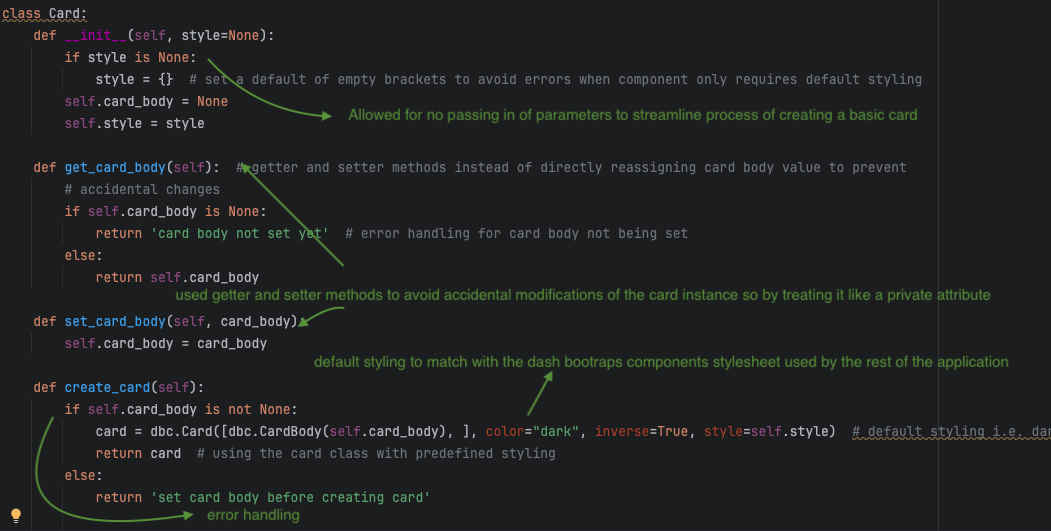 class Card:
def __init__(self, style=None):
if style is None:
style = {}  # set a default of empty brackets to avoid errors when component only requires default styling
self.card_body = None
Allowed for no passing in of parameters to streamline process of creating a basic card
self.style = style
def get_card_body(self):  # getter and setter methods instead of directly reassigning card body value to prevent
# accidental changes
if self.card_body is None:
return 'card body not set yet'  # error handling for card body not being set
else:
return self.card_body
used getter and setter methods to avoid accidental modifications of the card instance so by treating it like a private attribute
def set_card_body(self, card_body):
self.card_body = card_body
default styling to match with the dash bootraps components stylesheet used by the rest of the application
def create_card(self):
if self.card_body is not None:
card = dbc.Card([dbc.CardBody(self.card_body), ], color="dark", inverse=True, style=self.style)  # default styling i.e. dar
return card  # using the card class with predefined styling
else:
return 'set card body before creating card'
error handling